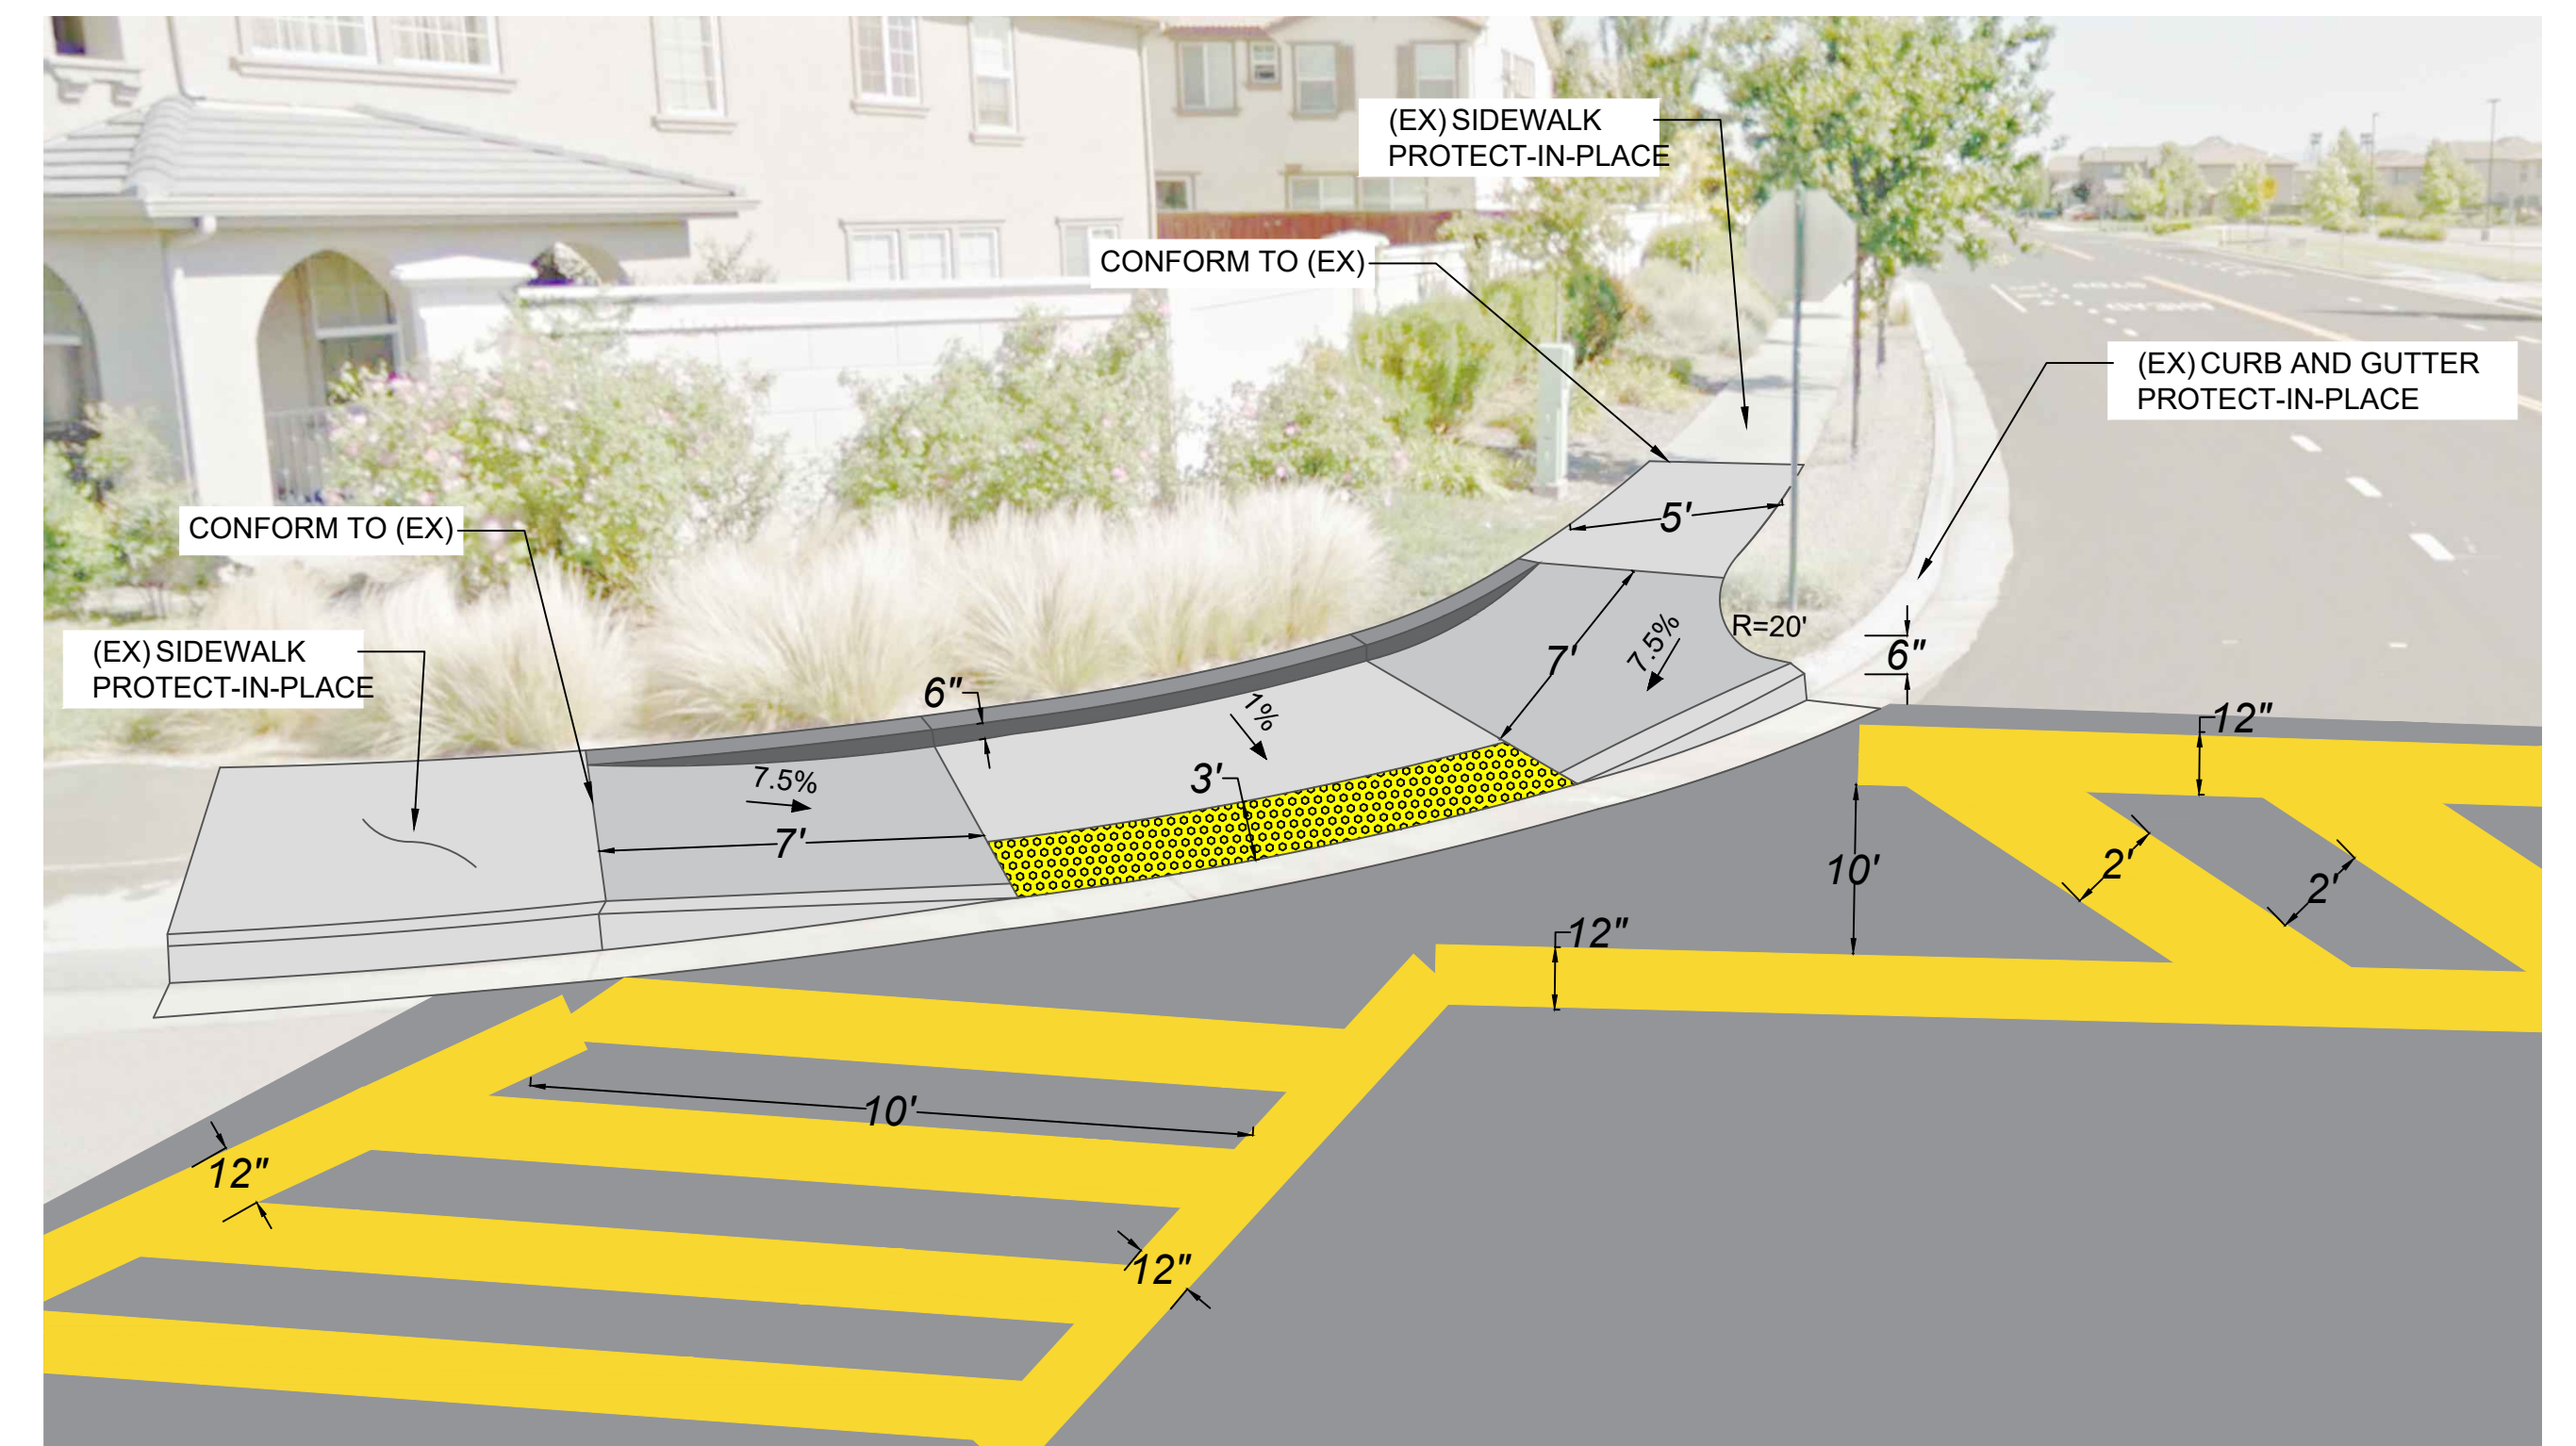 (EX) SIDEWALK
PROTECT-IN-PLACE
CONFORM TO (EX)
(EX) CURB AND GUTTER
PROTECT-IN-PLACE
5'
CONFORM TO (EX)
(EX) SIDEWALK
PROTECT-IN-PLACE
R=20'
7.5%
7'
6"
6"
1%
12"
7.5%
3'
7'
10'
2'
2'
12"
10'
12"
12"